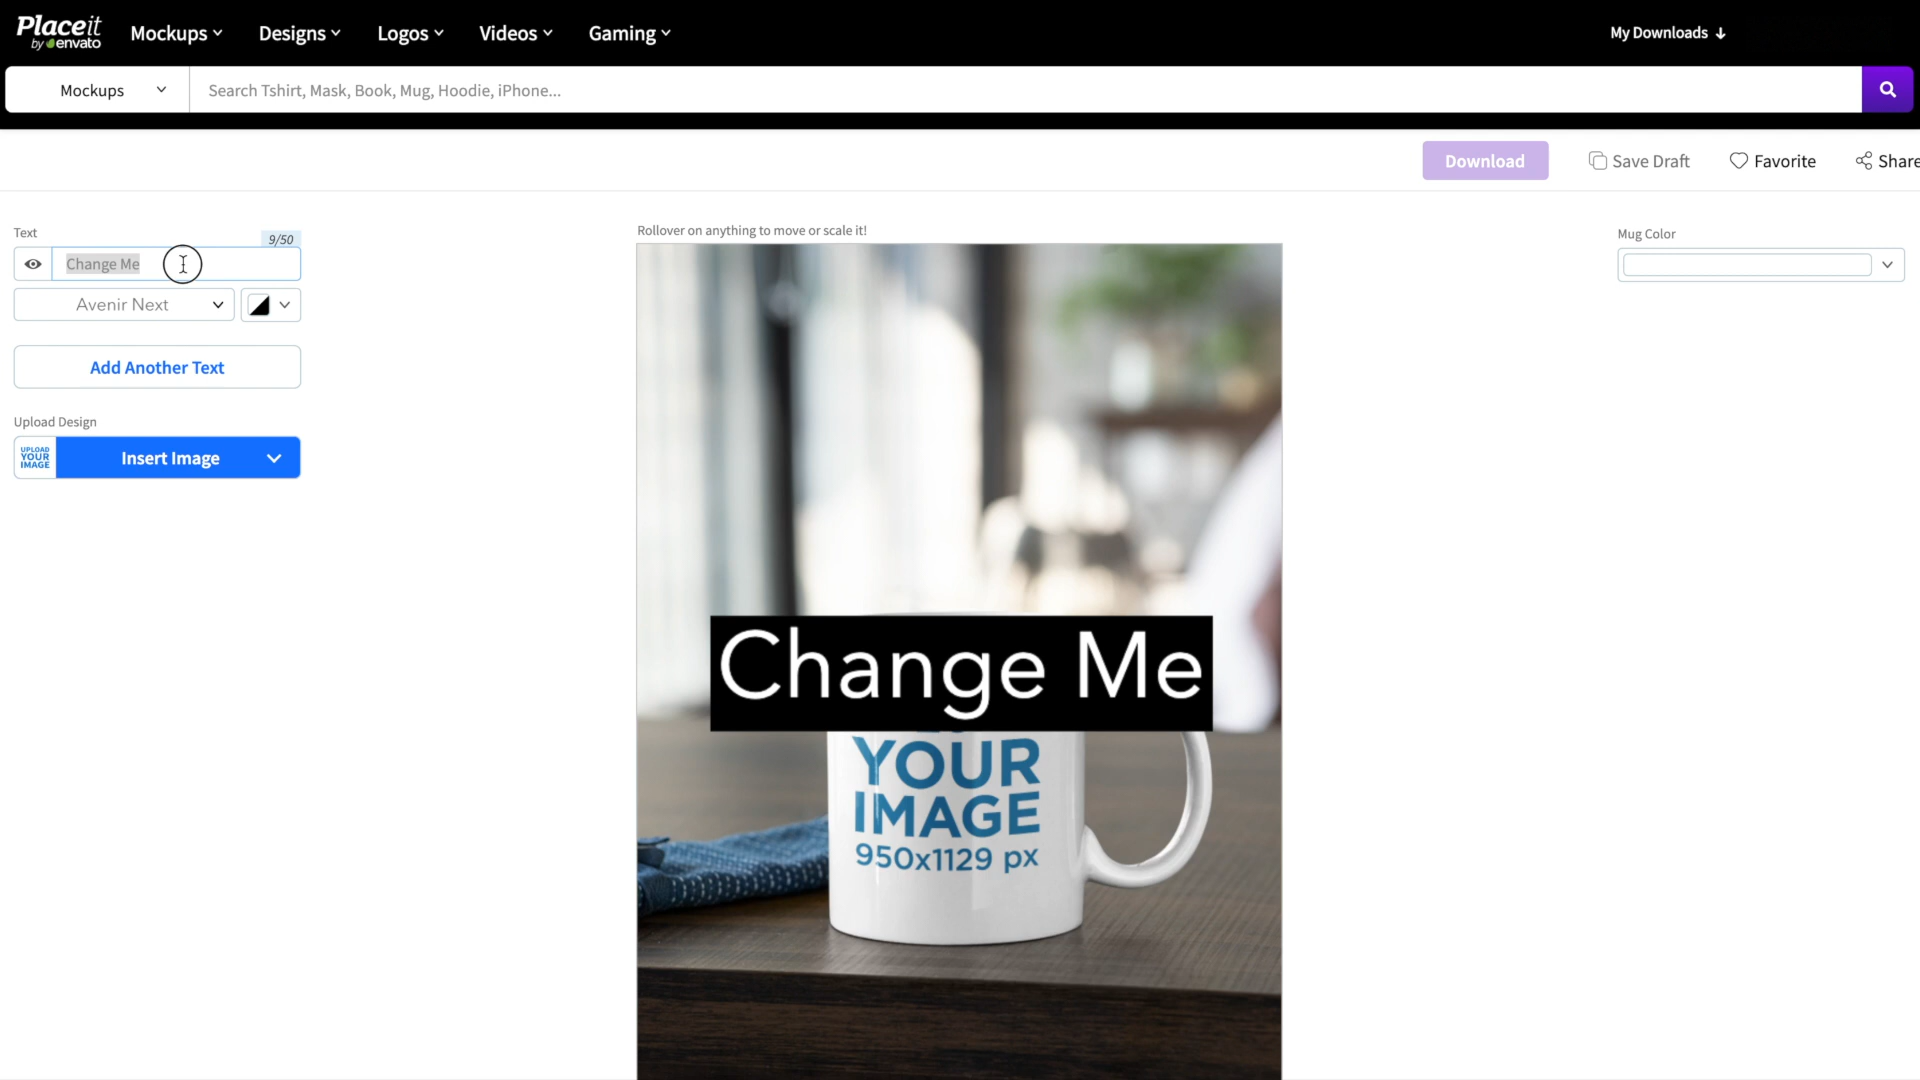 Placeit
by envato
Mockups
Designs
Logos
Videos
Gaming
My Downloads
Mockups
Search Tshirt, Mask, Book, Mug, Hoodie, iPhone...
Download
Save Draft
Favorite
Share
Text
9/50
Change Me
Avenir Next
Add Another Text
Upload Design
UPLOAD
YOUR
IMAGE
Insert Image
Rollover on anything to move or scale it!
Change Me
YOUR
IMAGE
950x1129 px
Mug Color